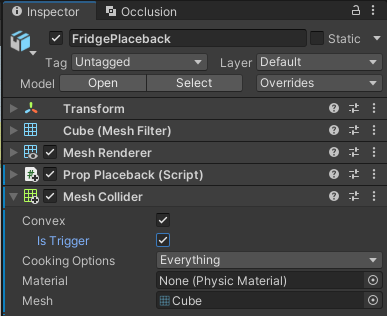 Inspector Occlusion
FridgePlaceback Static
Tag Untagged Layer Default
Model Open Select Overrides
Transform
Cube (Mesh Filter)
Mesh Renderer
Prop Placeback (Script)
Mesh Collider
Convex
Is Trigger
Cooking Options Everything
Material None (Physic Material)
Mesh Cube